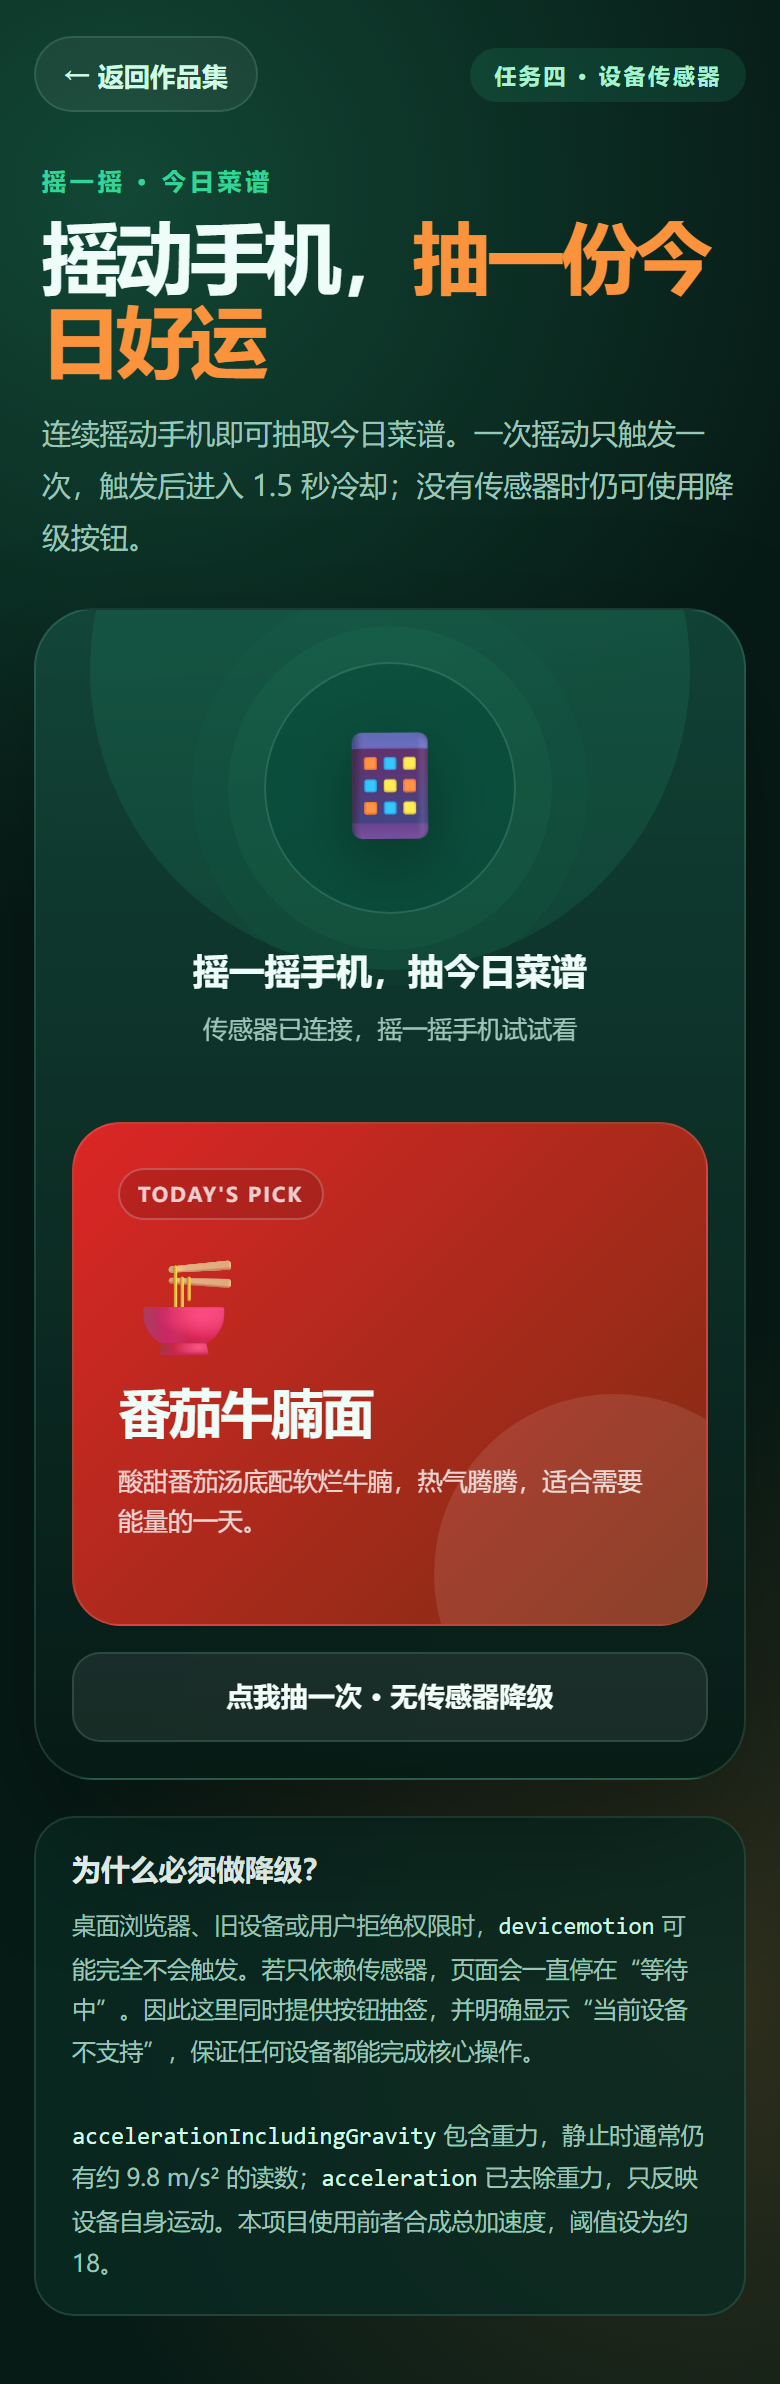 ← 返回作品集
任务四 • 设备传感器
摇一摇 • 今日菜谱
摇动手机，抽一份今
日好运
连续摇动手机即可抽取今日菜谱。一次摇动只触发一
次，触发后进入 1.5 秒冷却；没有传感器时仍可使用降
级按钮。
摇一摇手机，抽今日菜谱
传感器已连接，摇一摇手机试试看
TODAY'S PICK
番茄牛腩面
酸甜番茄汤底配软烂牛腩，热气腾腾，适合需要
能量的一天。
点我抽一次 • 无传感器降级
为什么必须做降级？
桌面浏览器、旧设备或用户拒绝权限时，devicemotion 可
能完全不会触发。若只依赖传感器，页面会一直停在“等待
中”。因此这里同时提供按钮抽签，并明确显示“当前设备
不支持”，保证任何设备都能完成核心操作。
accelerationIncludingGravity 包含重力，静止时通常仍
有约 9.8 m/s² 的读数；acceleration 已去除重力，只反映
设备自身运动。本项目使用前者合成总加速度，阈值设为约
18。